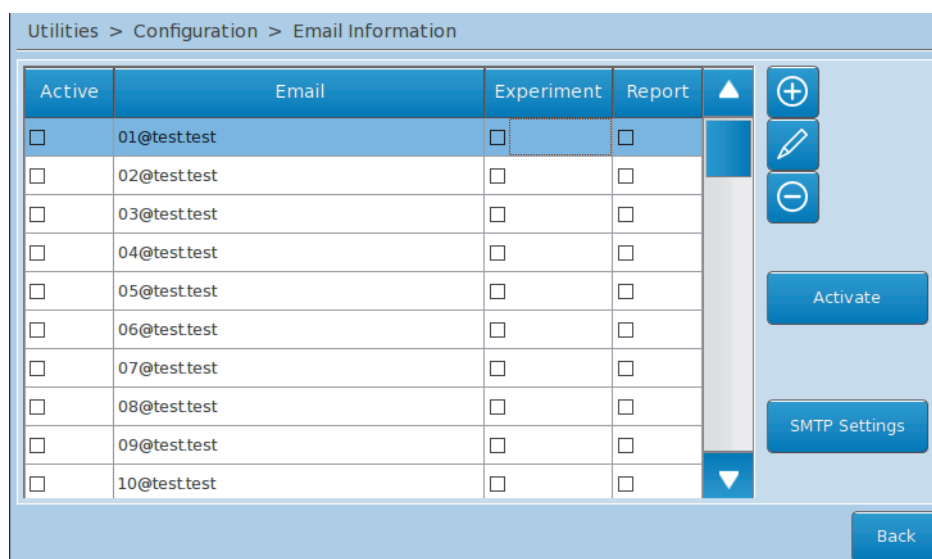 Utilities > Configuration > Email Information
Active Email Experiment Report
01@test.test
02@test.test
03@test.test
04@test.test
05@test.test
06@test.test
07@test.test
08@test.test
09@test.test
10@test.test
Activate
SMTP Settings
Back